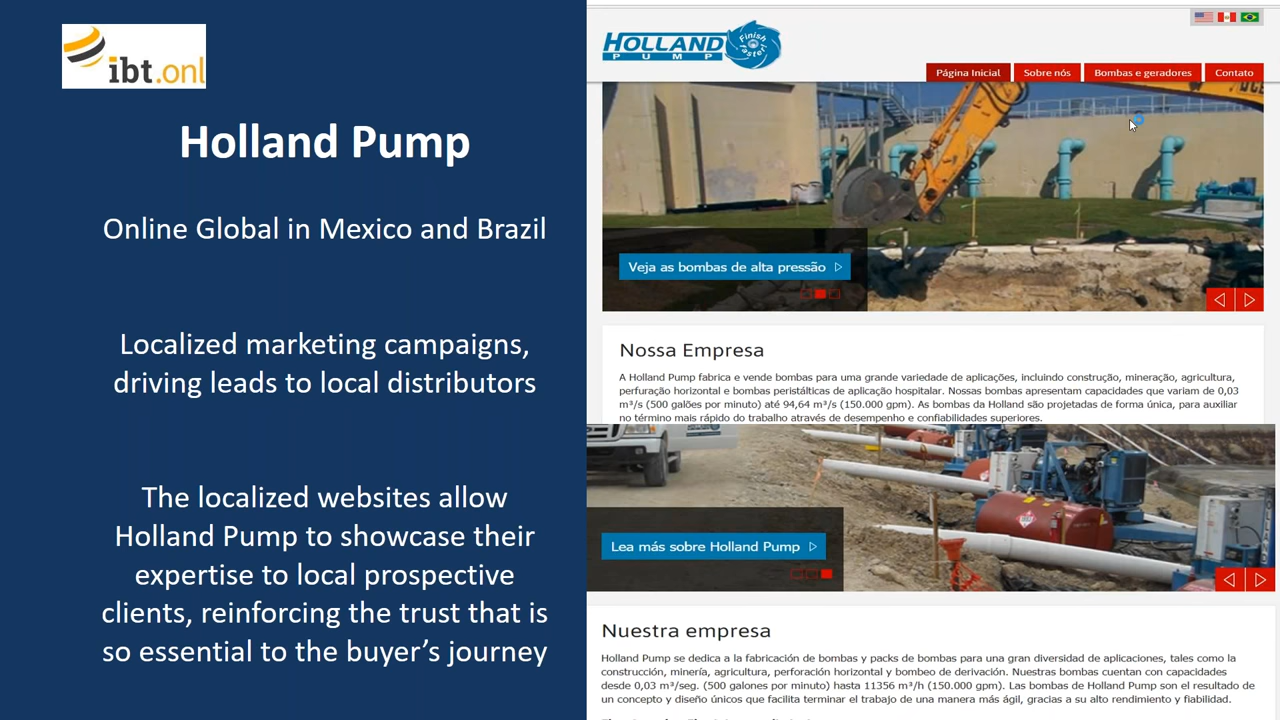 ibt.onl
Holland Pump
Online Global in Mexico and Brazil
Localized marketing campaigns,
driving leads to local distributors
The localized websites allow
Holland Pump to showcase their
expertise to local prospective
clients, reinforcing the trust that is
so essential to the buyer’s journey
HOLLAND
PUMP
Finish
faster!
Página Inicial
Sobre nós
Bombas e geradores
Contato
Veja as bombas de alta pressão
Nossa Empresa
A Holland Pump fabrica e vende bombas para uma grande variedade de aplicações, incluindo construção, mineração, agricultura,
perfuração horizontal e bombas peristálticas de aplicação hospitalar. Nossas bombas apresentam capacidades que variam de 0,03
m³/s (500 galões por minuto) até 94,64 m³/s (150.000 gpm). As bombas da Holland são projetadas de forma única, para auxiliar
no término mais rápido do trabalho através de desempenho e confiabilidades superiores.
Lea más sobre Holland Pump
Nuestra empresa
Holland Pump se dedica a la fabricación de bombas y packs de bombas para una gran diversidad de aplicaciones, tales como la
construcción, minería, agricultura, perforación horizontal y bombeo de derivación. Nuestras bombas cuentan con capacidades
desde 0,03 m³/seg. (500 galones por minuto) hasta 11356 m³/h (150.000 gpm). Las bombas de Holland Pump son el resultado de
un concepto y diseño únicos que facilita terminar el trabajo de una manera más ágil, gracias a su alto rendimiento y fiabilidad.